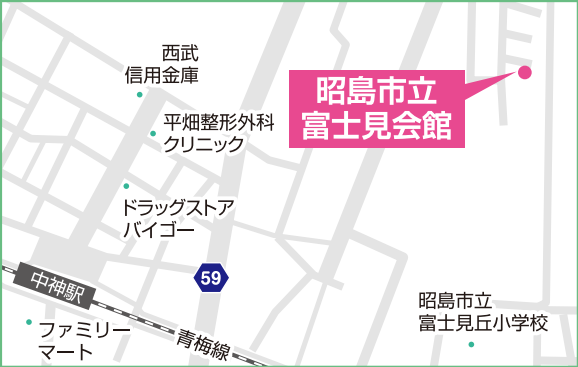 西武
信用金庫
昭島市立
富士見会館
平畑整形外科
クリニック
ドラッグストア
バイゴー
59
中神駅
昭島市立
富士見丘小学校
ファミリー
マート
青梅線